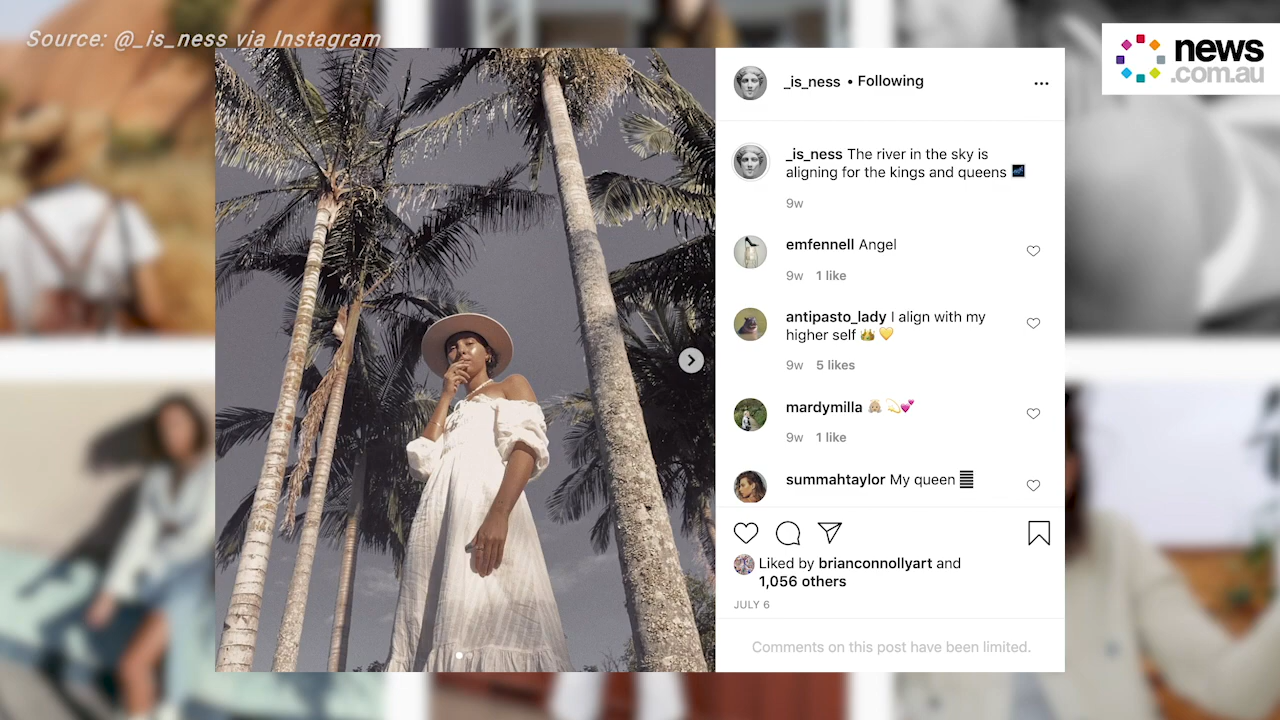 Source: @_is_ness via Instagram
news
.com.au
_is_ness • Following
_is_ness The river in the sky is
aligning for the kings and queens
9w
emfennell Angel
9w 1 like
antipasto_lady I align with my
higher self 👑💛
9w 5 likes
mardymilla 🙈💫💕
9w 1 like
summahtaylor My queen
Liked by brianconnollyart and
1,056 others
JULY 6
Comments on this post have been limited.